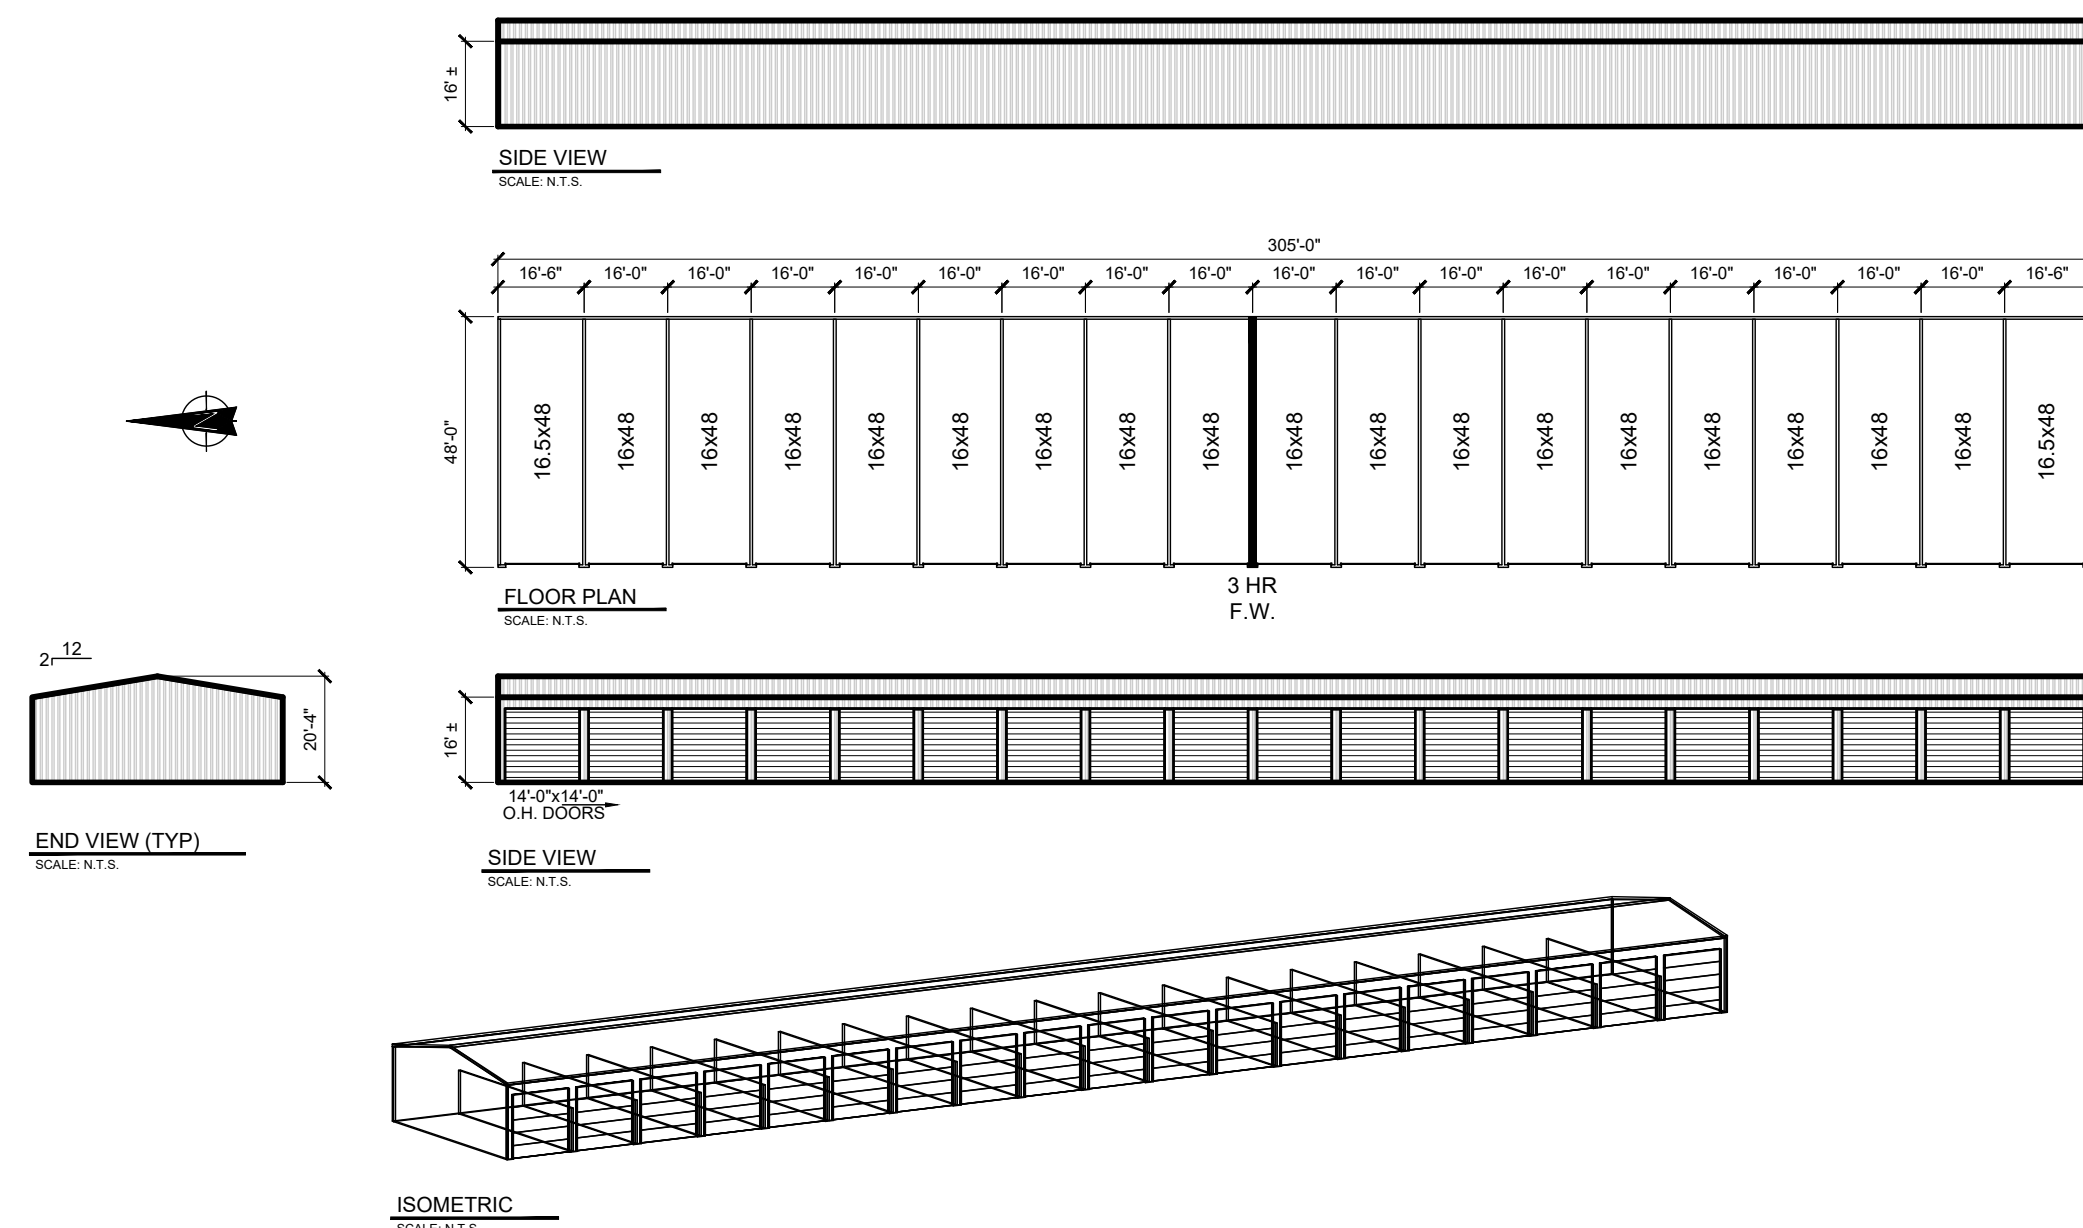 16' ±
SIDE VIEW
SCALE: N.T.S.
305'-0"
16'-6" 16'-0" 16'-0" 16'-0" 16'-0" 16'-0" 16'-0" 16'-0" 16'-0" 16'-0" 16'-0" 16'-0" 16'-0" 16'-0" 16'-0" 16'-0" 16'-0" 16'-0" 16'-6"
48'-0"
16.5x48 16x48 16x48 16x48 16x48 16x48 16x48 16x48 16x48 16x48 16x48 16x48 16x48 16x48 16x48 16x48 16x48 16x48 16.5x48
N
3 HR
F.W.
FLOOR PLAN
SCALE: N.T.S.
12
2
20'-4"
END VIEW (TYP)
SCALE: N.T.S.
16' ±
14'-0"x14'-0"
O.H. DOORS
SIDE VIEW
SCALE: N.T.S.
ISOMETRIC
SCALE: N.T.S.